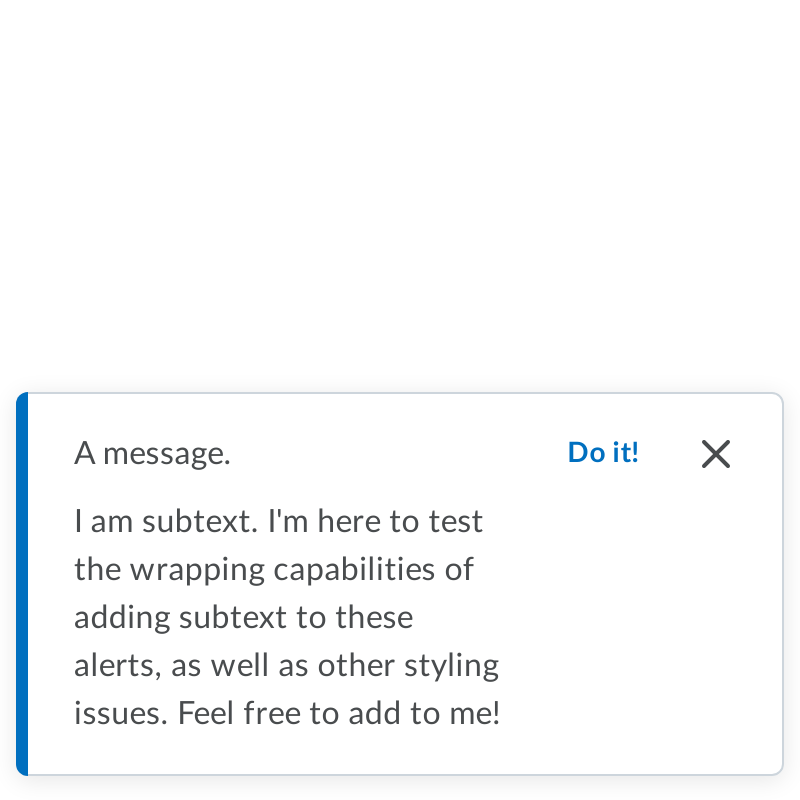 A message.
Do it!
I am subtext. I'm here to test
the wrapping capabilities of
adding subtext to these
alerts, as well as other styling
issues. Feel free to add to me!